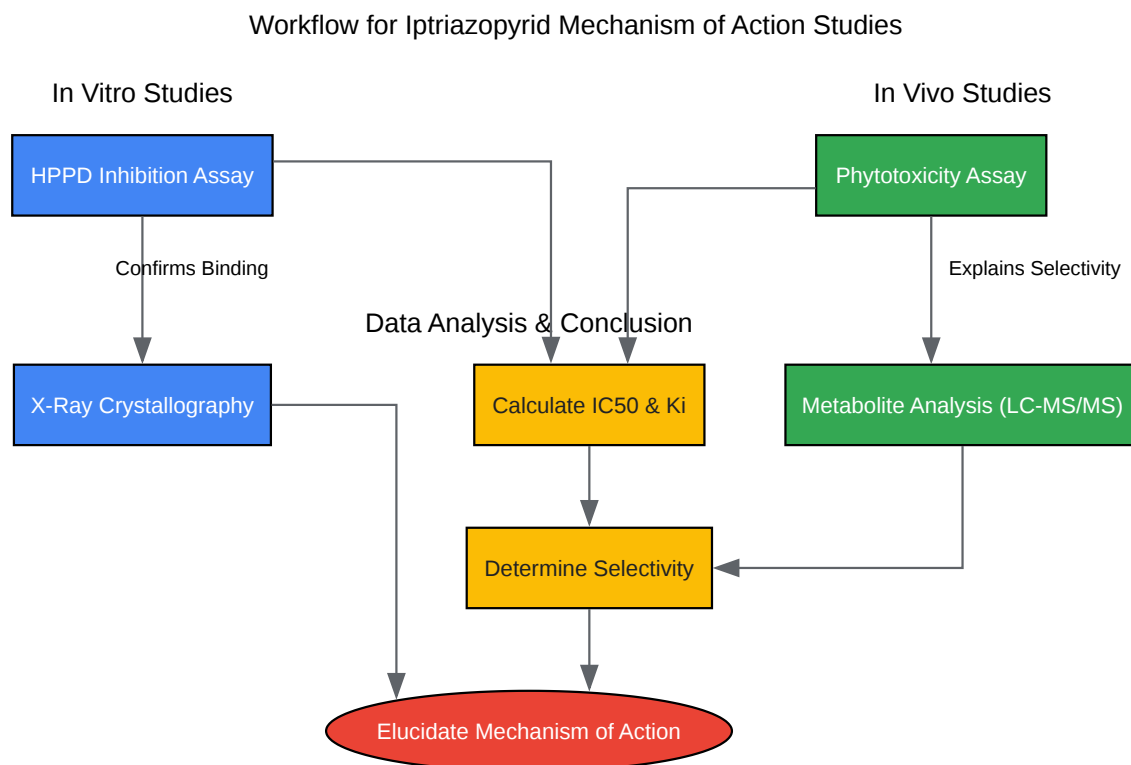 Workflow for Iptriazopyrid Mechanism of Action Studies
In Vitro Studies
In Vivo Studies
HPPD Inhibition Assay
Phytotoxicity Assay
Confirms Binding
Explains Selectivity
Data Analysis & Conclusion
X-Ray Crystallography
Calculate IC50 & Ki
Metabolite Analysis (LC-MS/MS)
Determine Selectivity
Elucidate Mechanism of Action